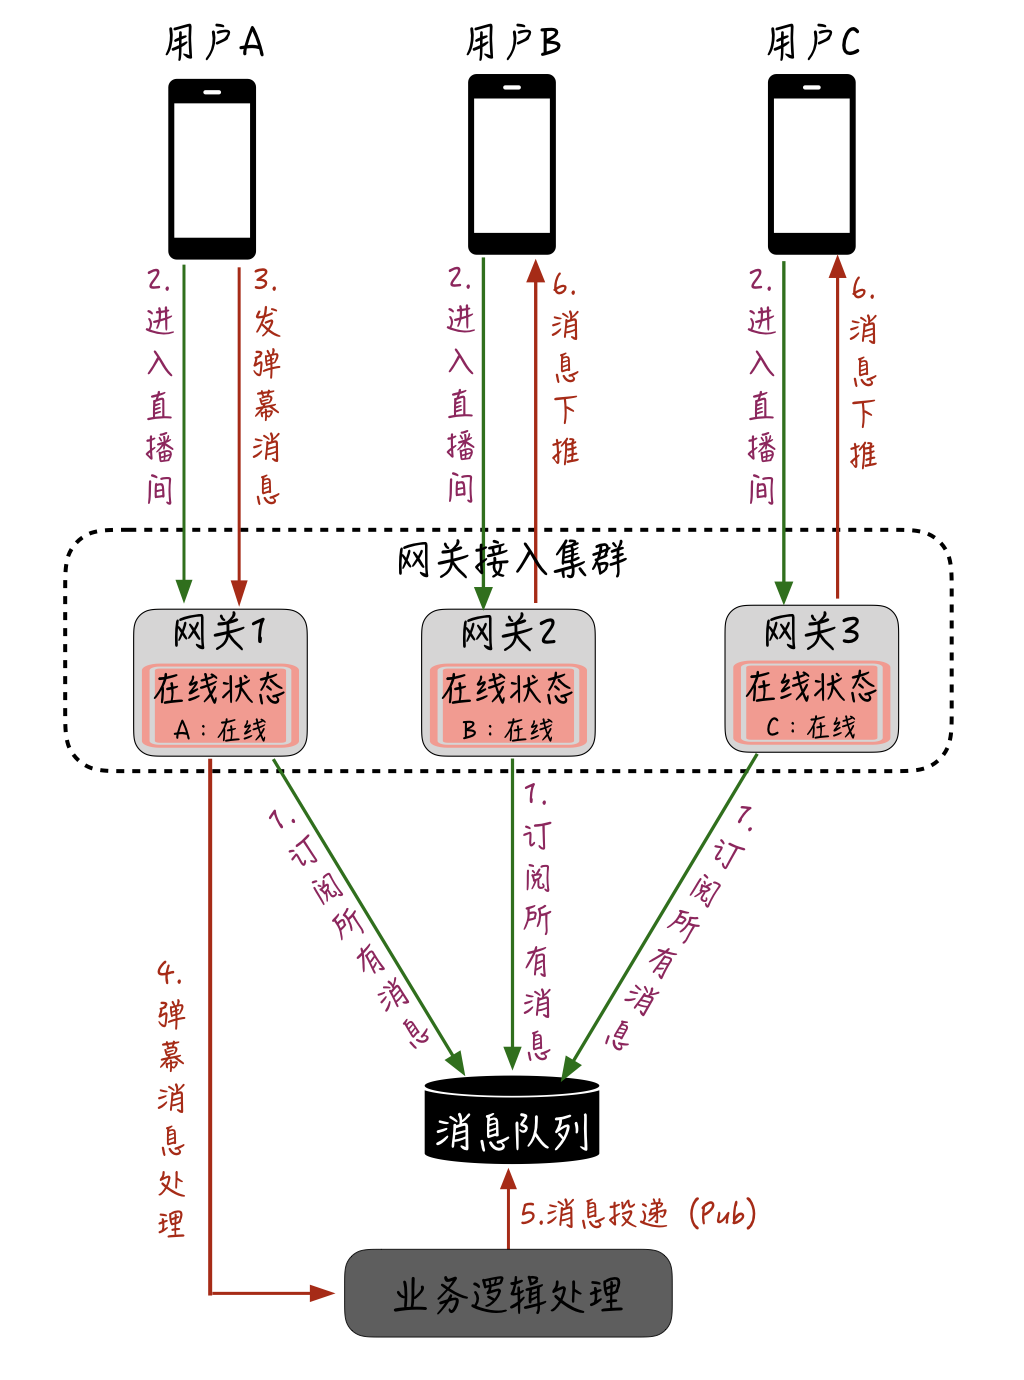 用户A
用户B
用户C
2.进入直播间
3.发弹幕消息
2.进入直播间
6.消息下推
2.进入直播间
6.消息下推
网关接入集群
网关1
在线状态
A：在线
网关2
在线状态
B：在线
网关3
在线状态
C：在线
1.订阅所有消息
1.订阅所有消息
1.订阅所有消息
4.弹幕消息处理
消息队列
5.消息投递（Pub）
业务逻辑处理